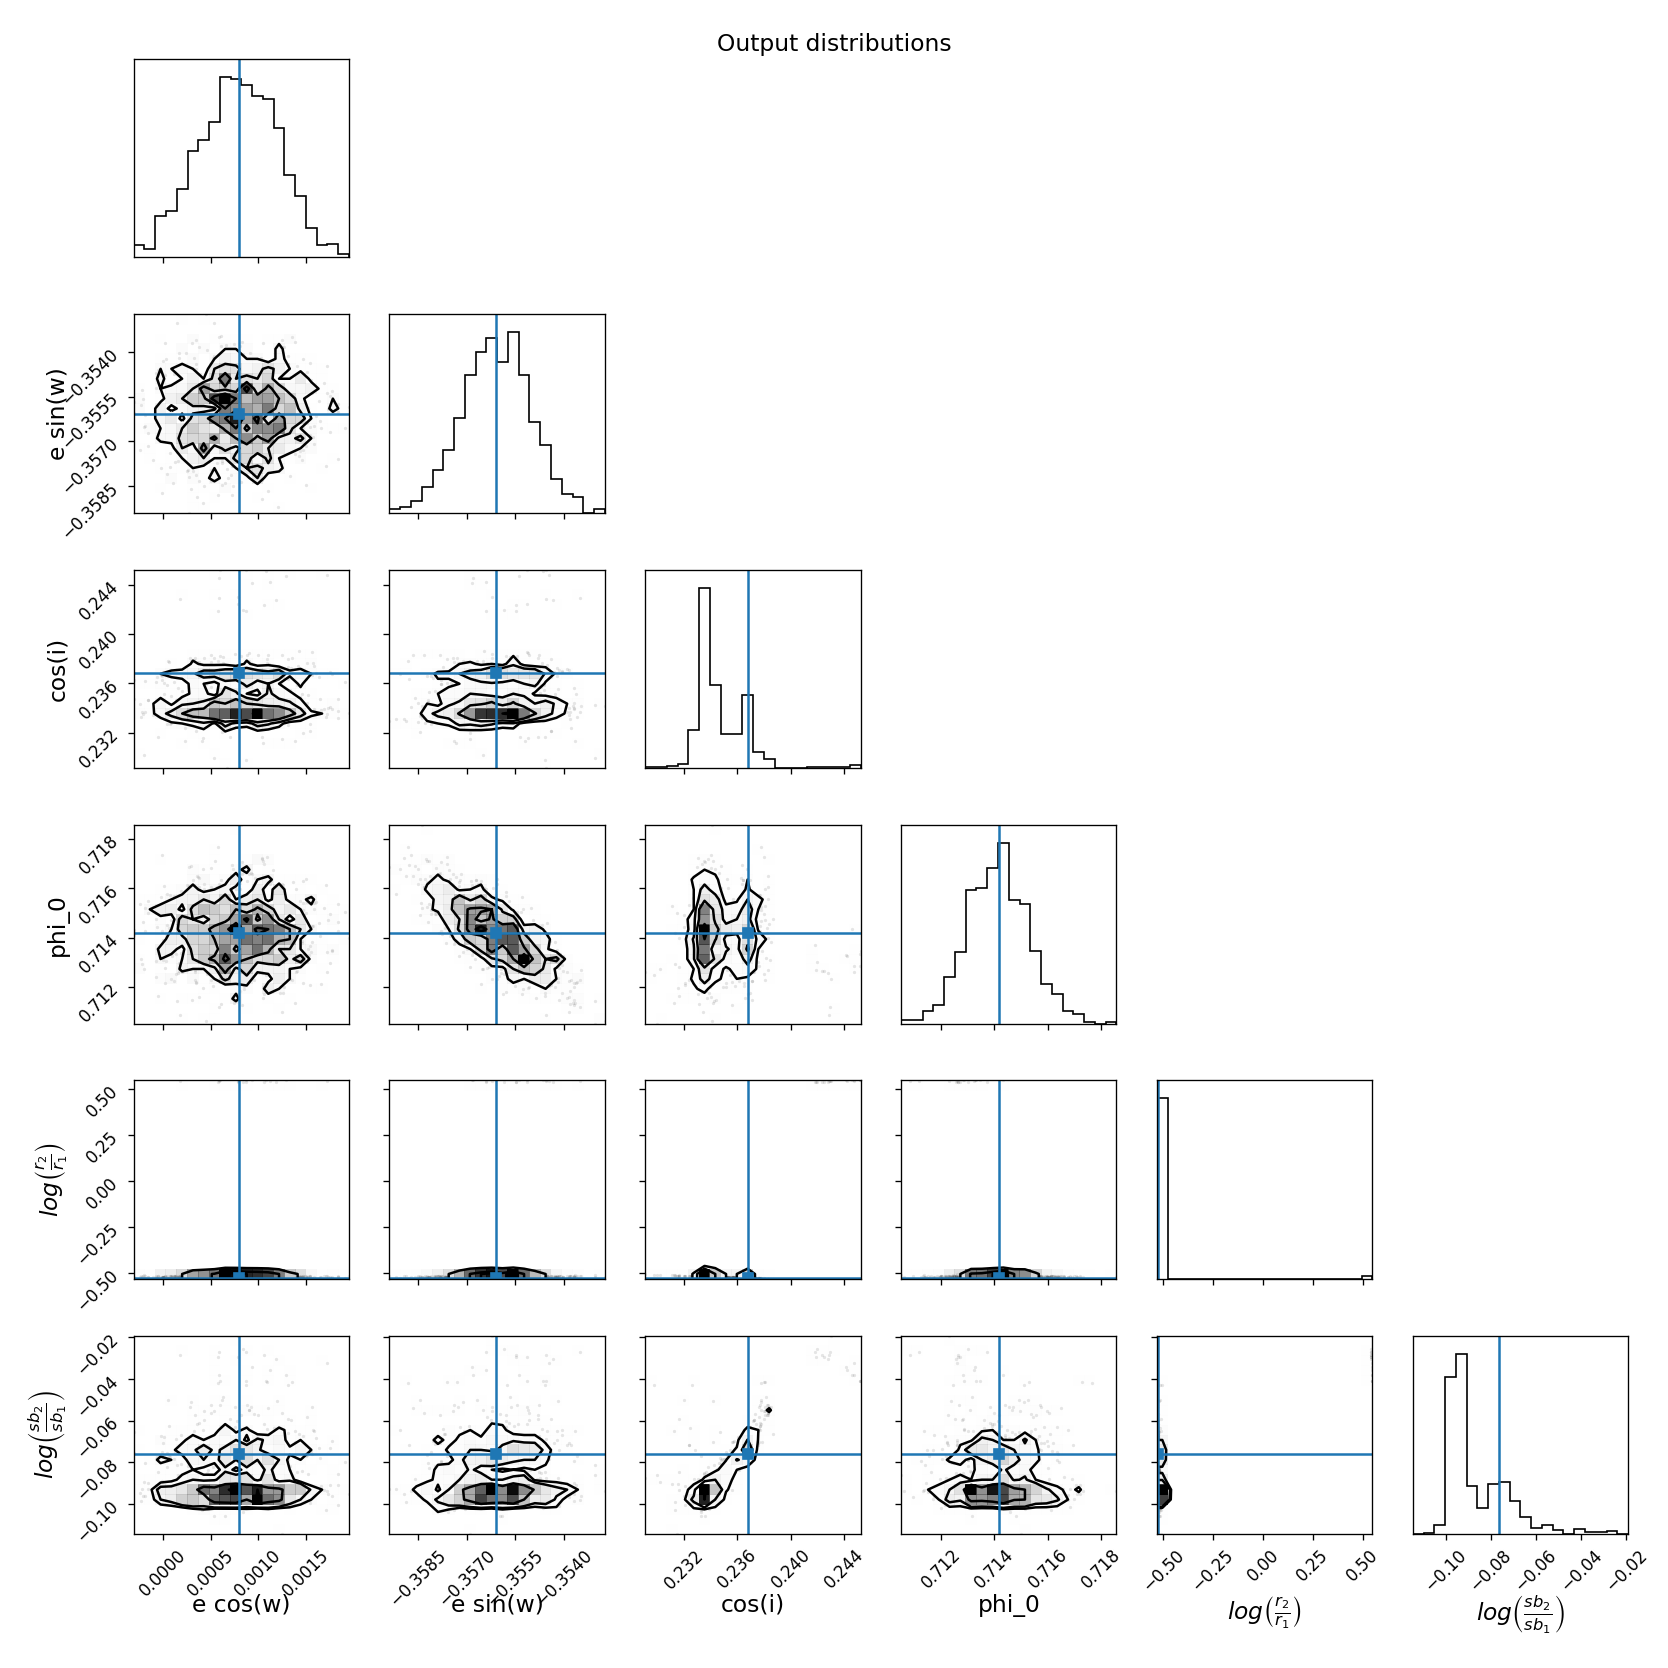 Output distributions
e sin(w)
−0.3540
−0.3555
−0.3570
−0.3585
cos(i)
0.244
0.240
0.236
0.232
phi_0
0.718
0.716
0.714
0.712
log(r2/r1)
0.50
0.25
0.00
−0.25
−0.50
log(sb2/sb1)
−0.02
−0.04
−0.06
−0.08
−0.10
0.0000 0.0005 0.0010 0.0015
−0.3585 −0.3570 −0.3555 −0.3540
0.232 0.236 0.240 0.244
0.712 0.714 0.716 0.718
−0.50 −0.25 0.00 0.25 0.50
−0.10 −0.08 −0.06 −0.04 −0.02
e cos(w) e sin(w) cos(i) phi_0 log(r2/r1) log(sb2/sb1)